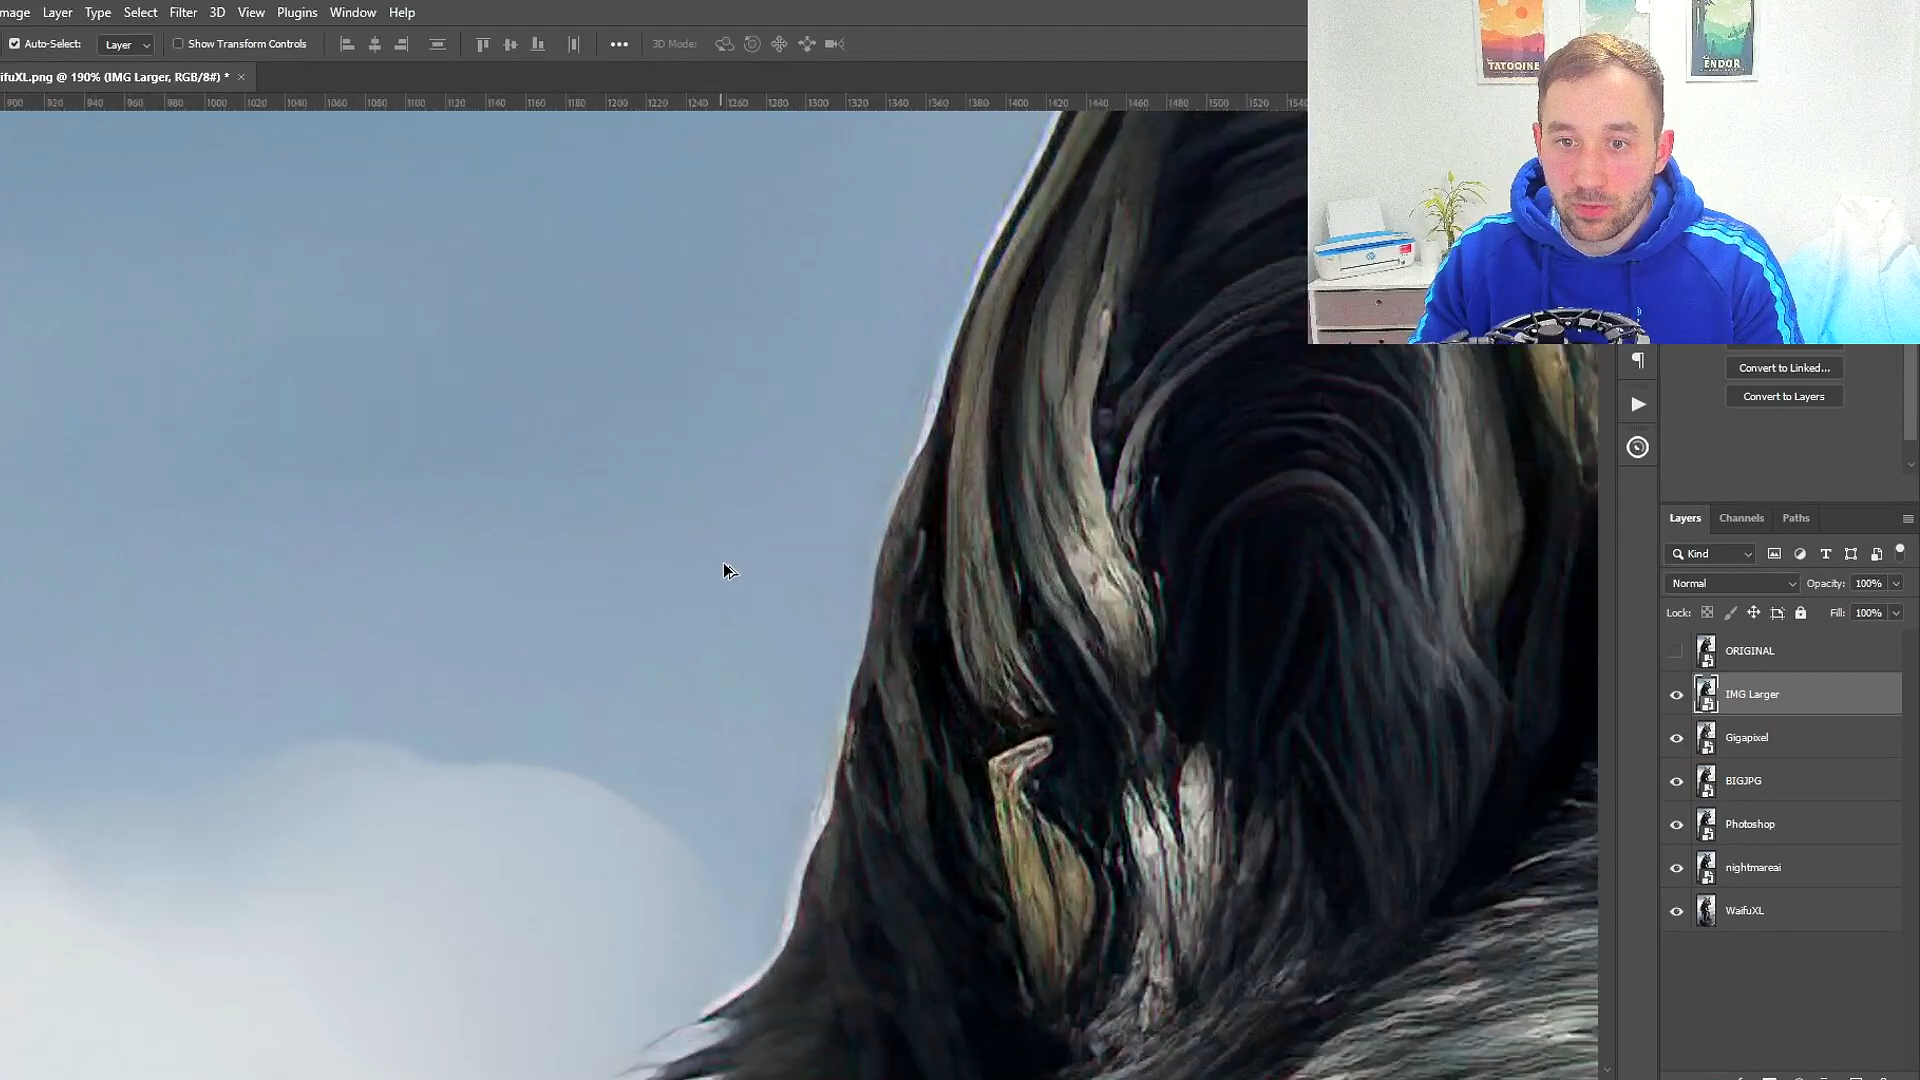 mage Layer Type Select Filter 3D View Plugins Window Help
Auto-Select: Layer Show Transform Controls 3D Mode:
ifuXL.png @ 190% (IMG Larger, RGB/8#) * ×
900 920 940 960 980 1000 1020 1040 1060 1080 1100 1120 1140 1160 1180 1200 1220 1240 1260 1280 1300 1320 1340 1360 1380 1400 1420 1440 1460 1480 1500 1520 1540
TATOOINE
ENDOR
hp
Convert to Linked...
Convert to Layers
Layers Channels Paths
Kind
Normal Opacity: 100%
Lock: Fill: 100%
ORIGINAL
IMG Larger
Gigapixel
BIGJPG
Photoshop
nightmareai
WaifuXL